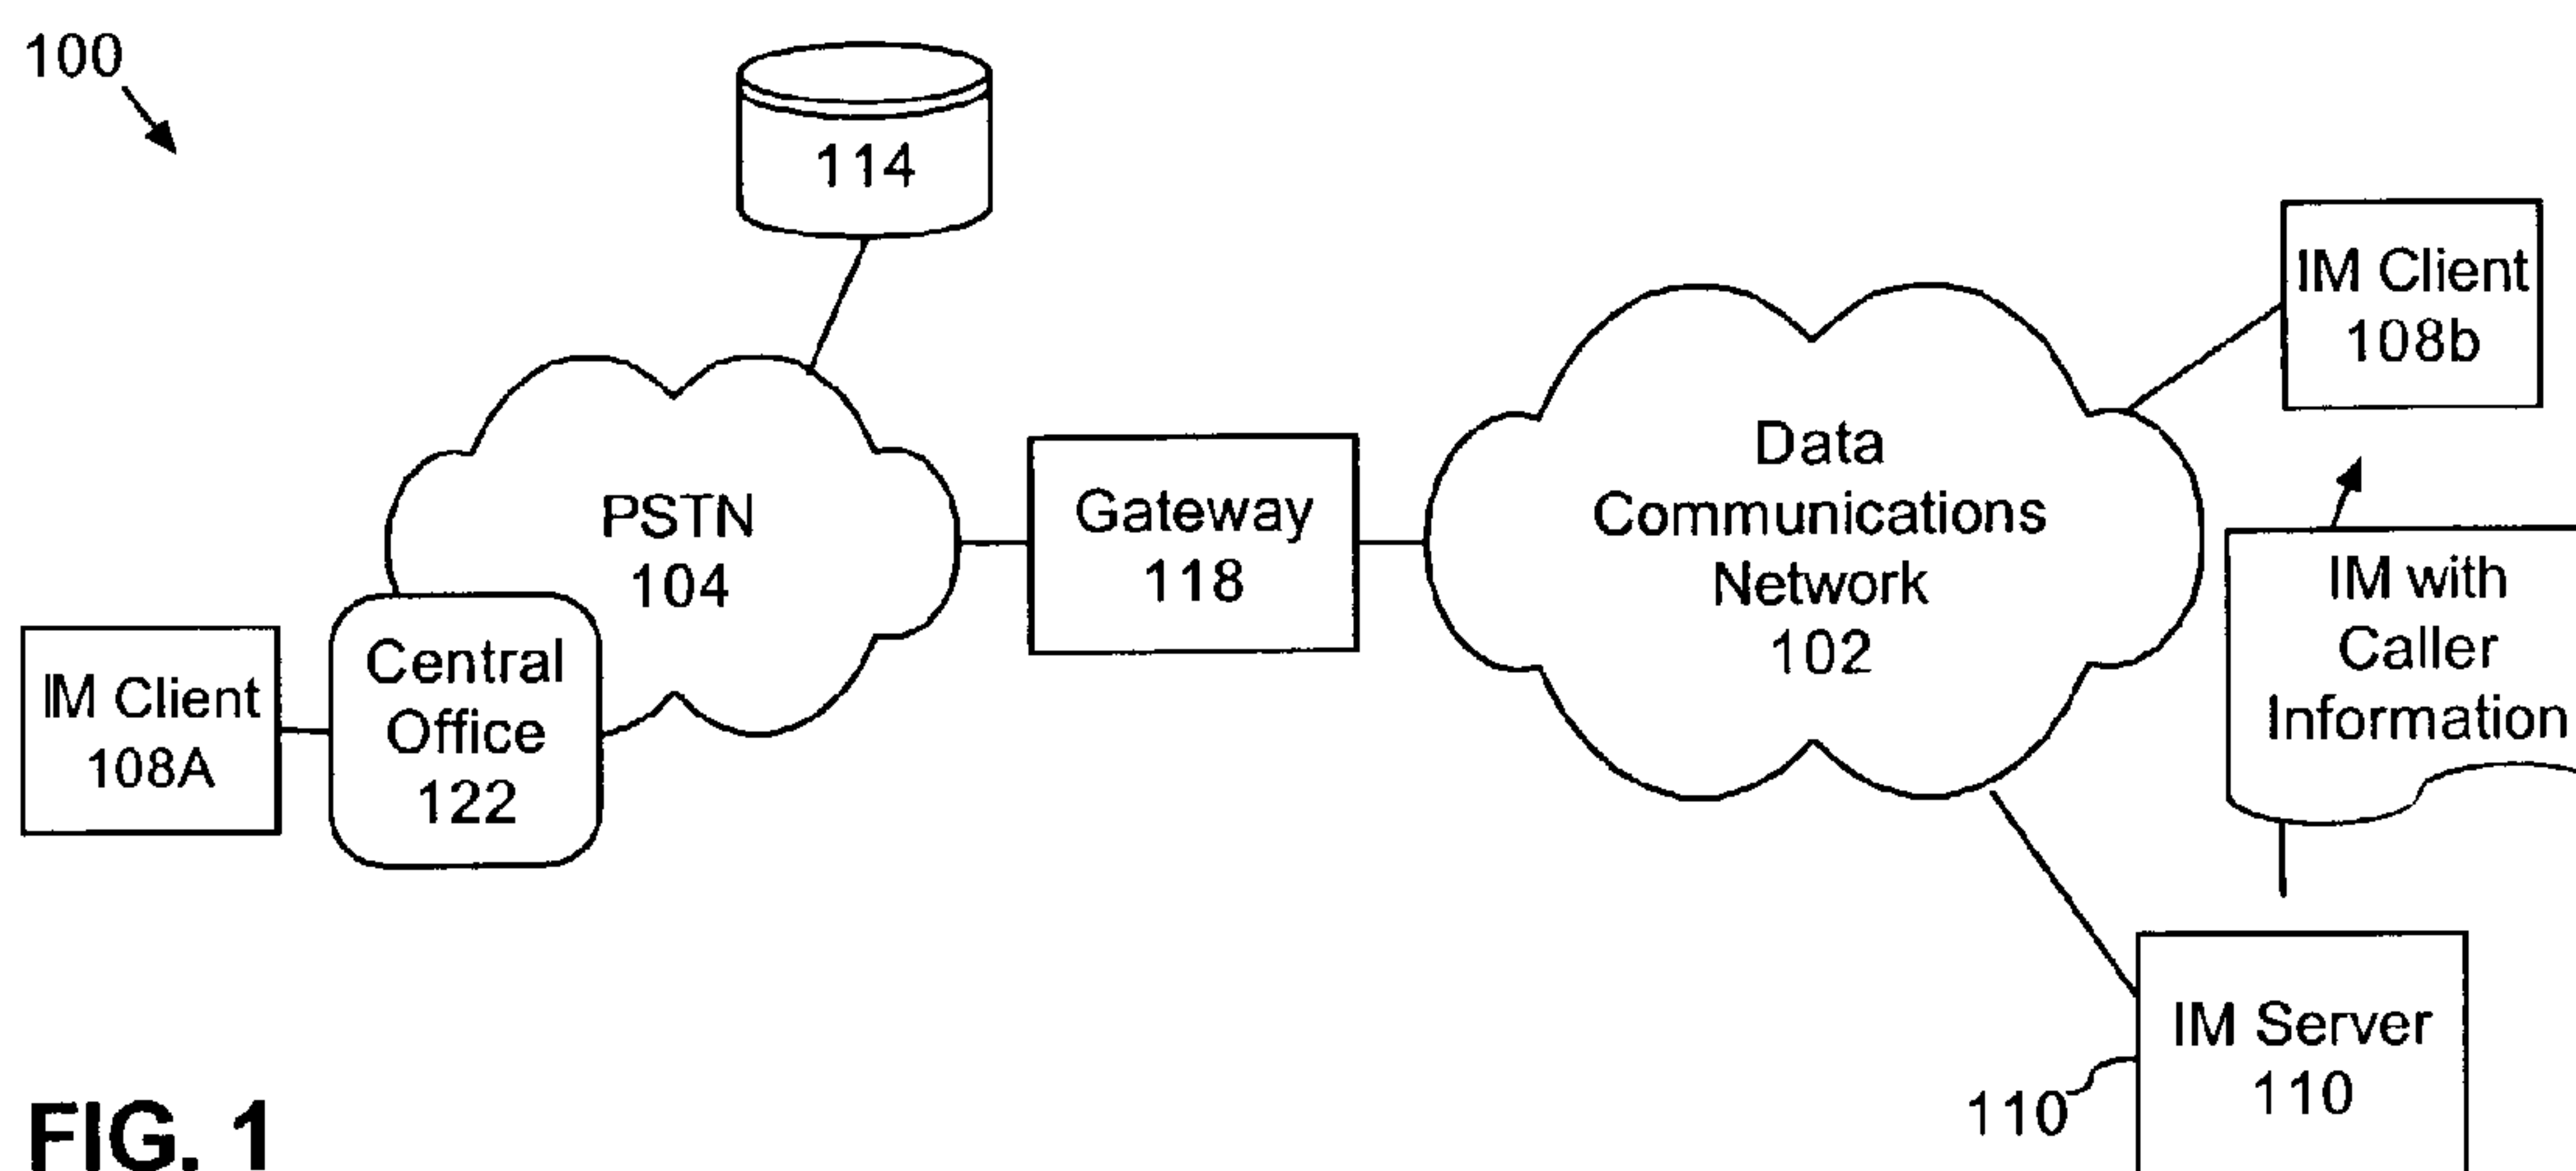 100
114
IM Client
108b
Data
Communications
Network
102
PSTN
104
Gateway
118
IM with
Caller
Information
Central
Office
122
IM Client
108A
IM Server
110
110
FIG. 1